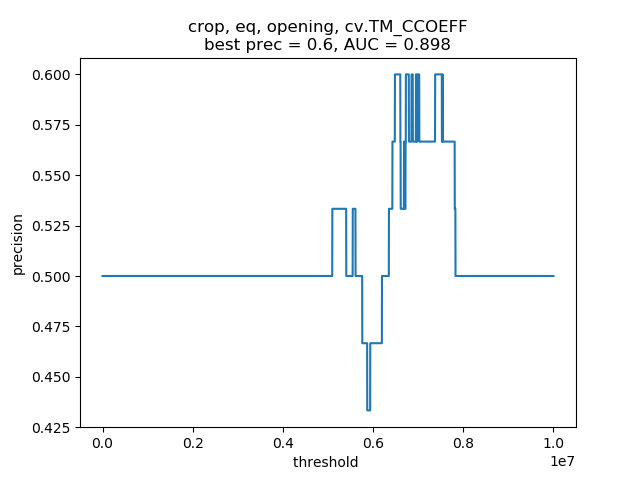 crop, eq, opening, cv.TM_CCOEFF
best prec = 0.6, AUC = 0.898
0.600
0.575
0.550
0.525
0.500
0.475
0.450
0.425
precision
0.0 0.2 0.4 0.6 0.8 1.0
1e7
threshold